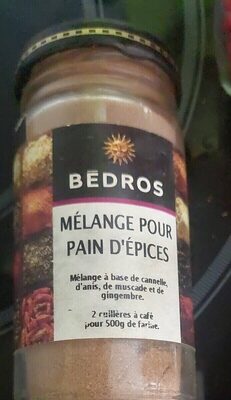 BEDROS
MÉLANGE POUR
PAIN D'ÉPICES
Mélange à base de cannelle,
d'anis, de muscade et de
gingembre.
2 cuillères à café
pour 500g de farine.